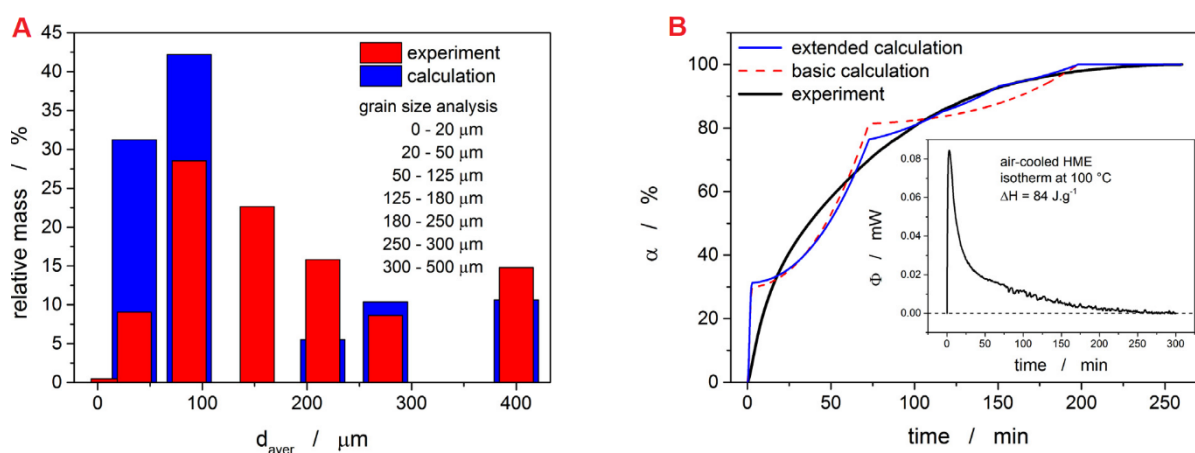 A
45
40
35
30
25
20
15
10
5
0
relative mass / %
experiment
calculation
grain size analysis
0 - 20 μm
20 - 50 μm
50 - 125 μm
125 - 180 μm
180 - 250 μm
250 - 300 μm
300 - 500 μm
0 100 200 300 400
d_aver / μm
B
extended calculation
basic calculation
experiment
100
80
60
40
20
0
α / %
0 50 100 150 200 250
time / min
air-cooled HME
isotherm at 100 °C
ΔH = 84 J.g⁻¹
0.08
0.06
0.04
0.02
0.00
Φ / mW
0 50 100 150 200 250 300
time / min